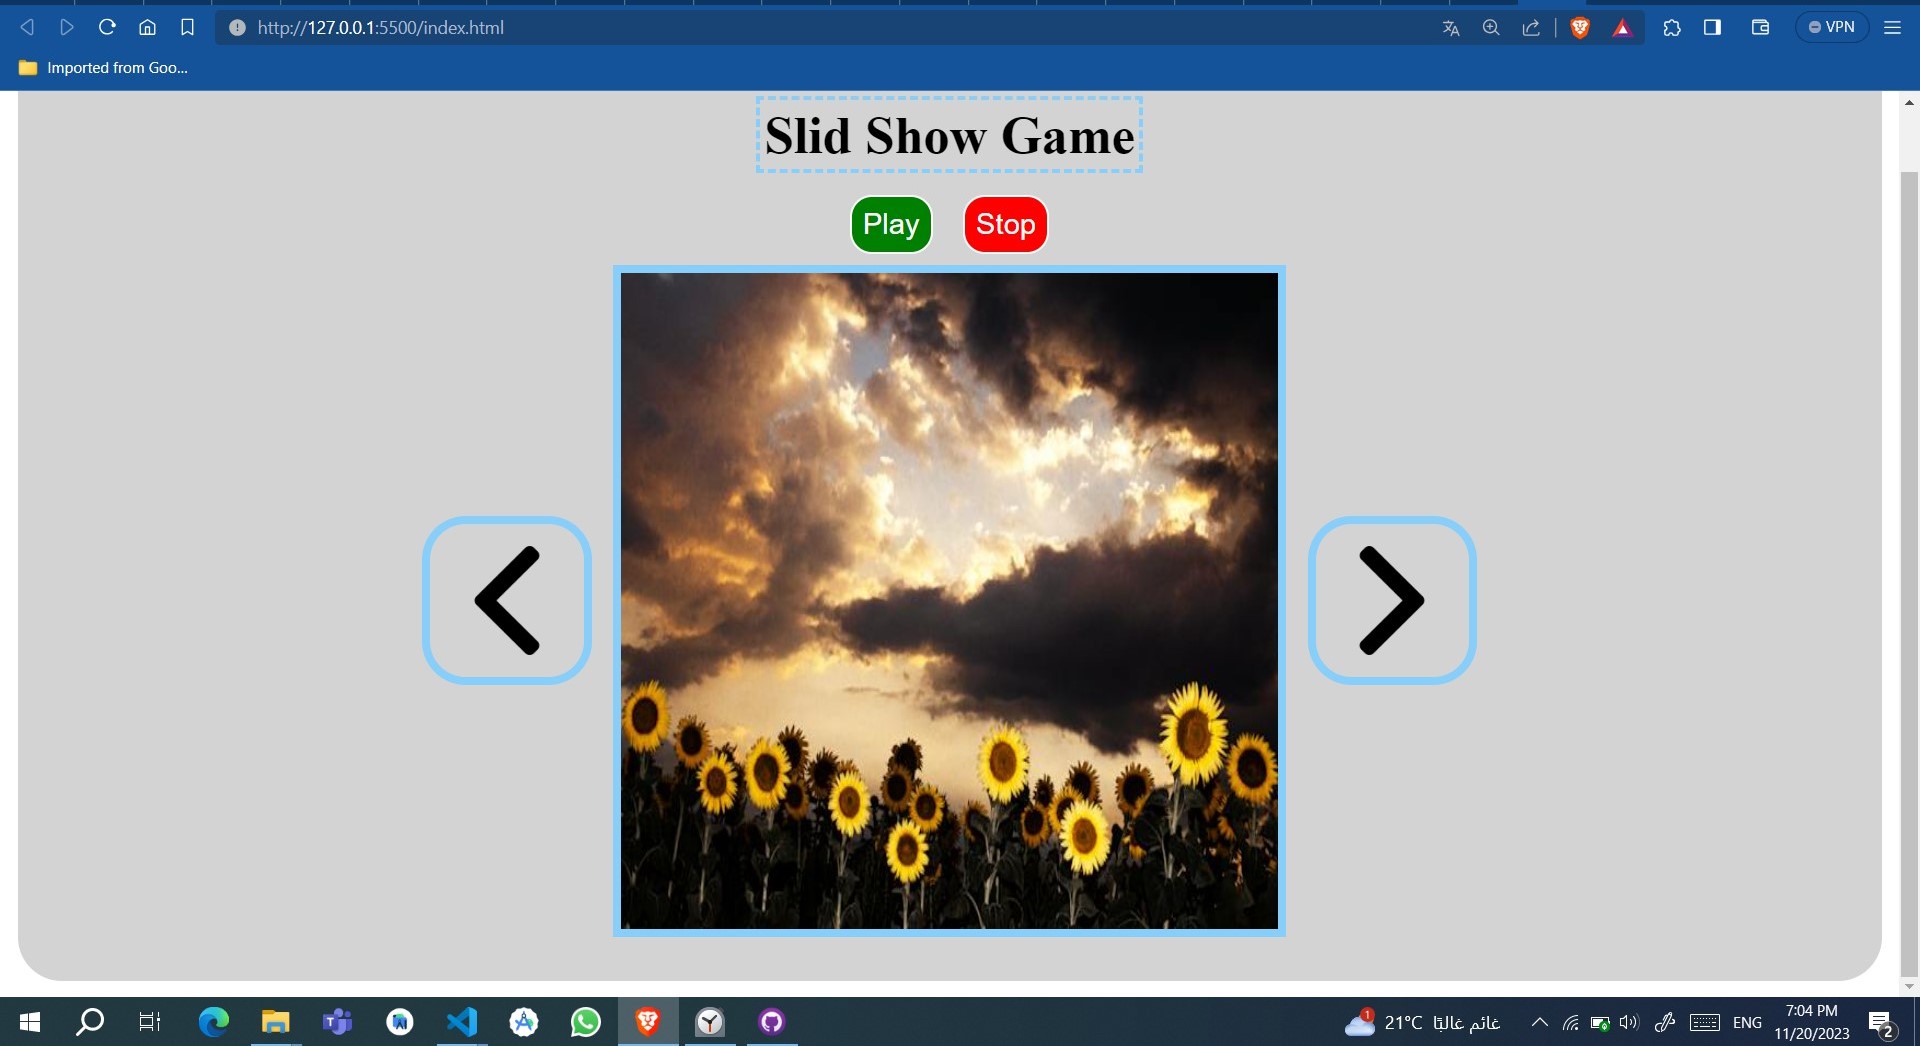 http://127.0.0.1:5500/index.html
VPN
Imported from Goo...
Slid Show Game
Play
Stop
1
21°C غائم غالبًا
ENG
7:04 PM
11/20/2023
2